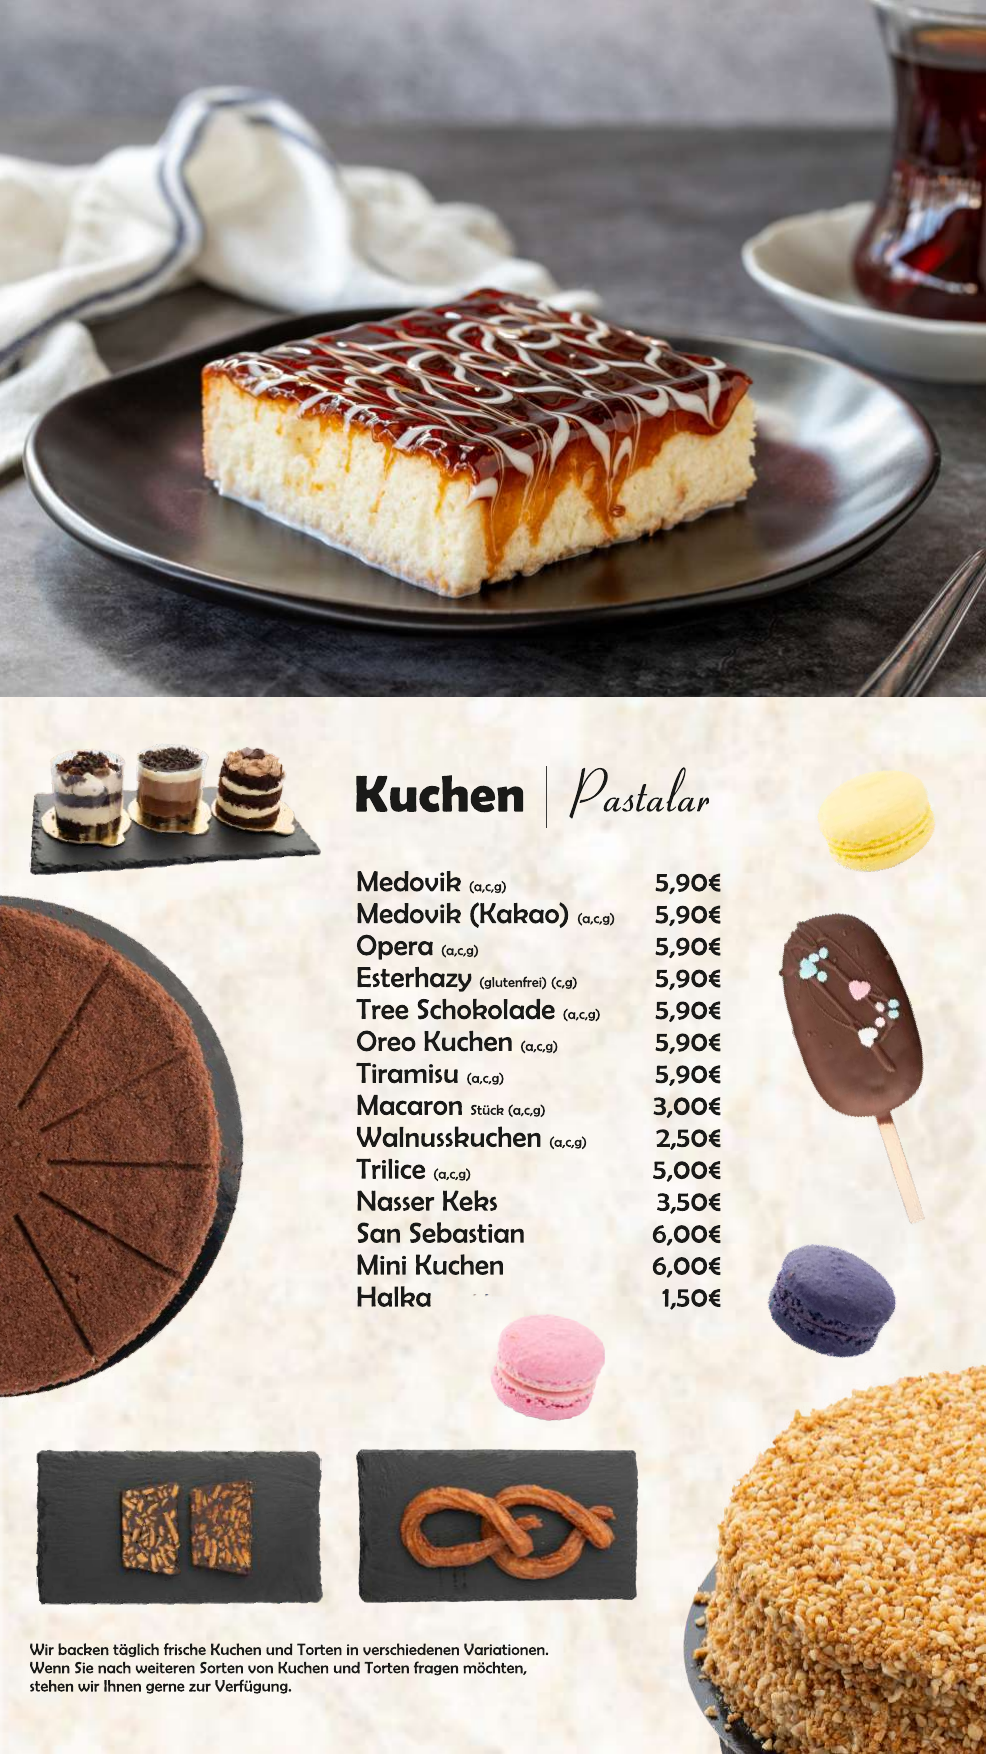 Kuchen | Pastalar
Medovik (a,c,g) 5,90€
Medovik (Kakao) (a,c,g) 5,90€
Opera (a,c,g) 5,90€
Esterhazy (glutenfrei) (c,g) 5,90€
Tree Schokolade (a,c,g) 5,90€
Oreo Kuchen (a,c,g) 5,90€
Tiramisu (a,c,g) 5,90€
Macaron Stück (a,c,g) 3,00€
Walnusskuchen (a,c,g) 2,50€
Trilice (a,c,g) 5,00€
Nasser Keks 3,50€
San Sebastian 6,00€
Mini Kuchen 6,00€
Halka 1,50€
Wir backen täglich frische Kuchen und Torten in verschiedenen Variationen.
Wenn Sie nach weiteren Sorten von Kuchen und Torten fragen möchten,
stehen wir Ihnen gerne zur Verfügung.